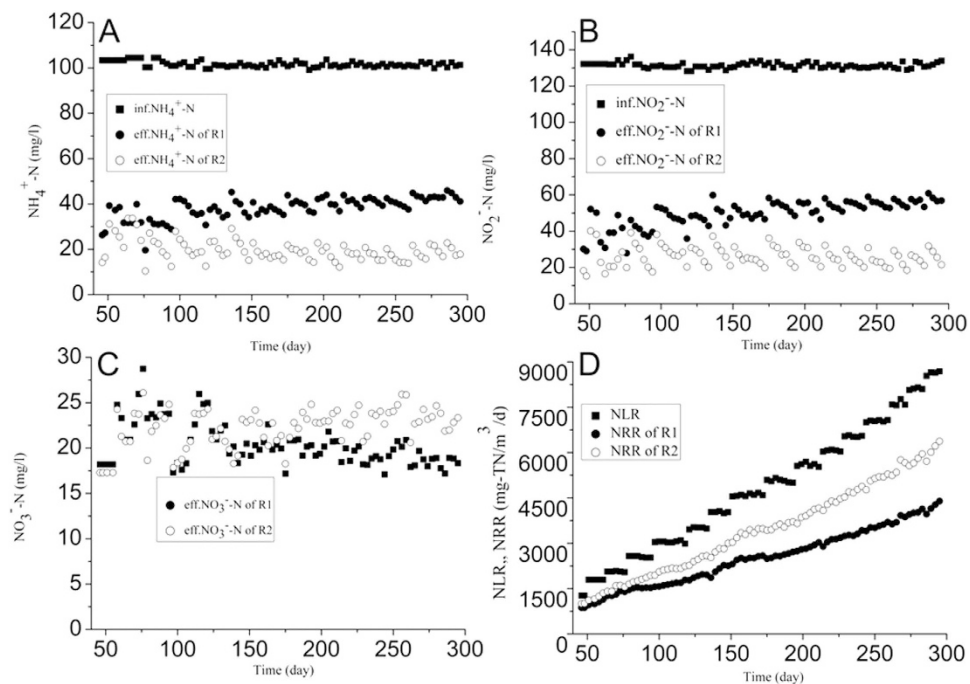 A
120
100
80
60
40
20
0
NH4+-N (mg/l)
inf.NH4+-N
eff.NH4+-N of R1
eff.NH4+-N of R2
50 100 150 200 250 300
Time (day)
B
140
120
100
80
60
40
20
0
NO2−-N (mg/l)
inf.NO2−-N
eff.NO2−-N of R1
eff.NO2−-N of R2
50 100 150 200 250 300
Time (day)
C
30
25
20
15
10
5
0
NO3−-N (mg/l)
eff.NO3−-N of R1
eff.NO3−-N of R2
50 100 150 200 250 300
Time (day)
D
9000
7500
6000
4500
3000
1500
0
NLR,, NRR (mg-TN/m3/d)
NLR
NRR of R1
NRR of R2
50 100 150 200 250 300
Time (day)